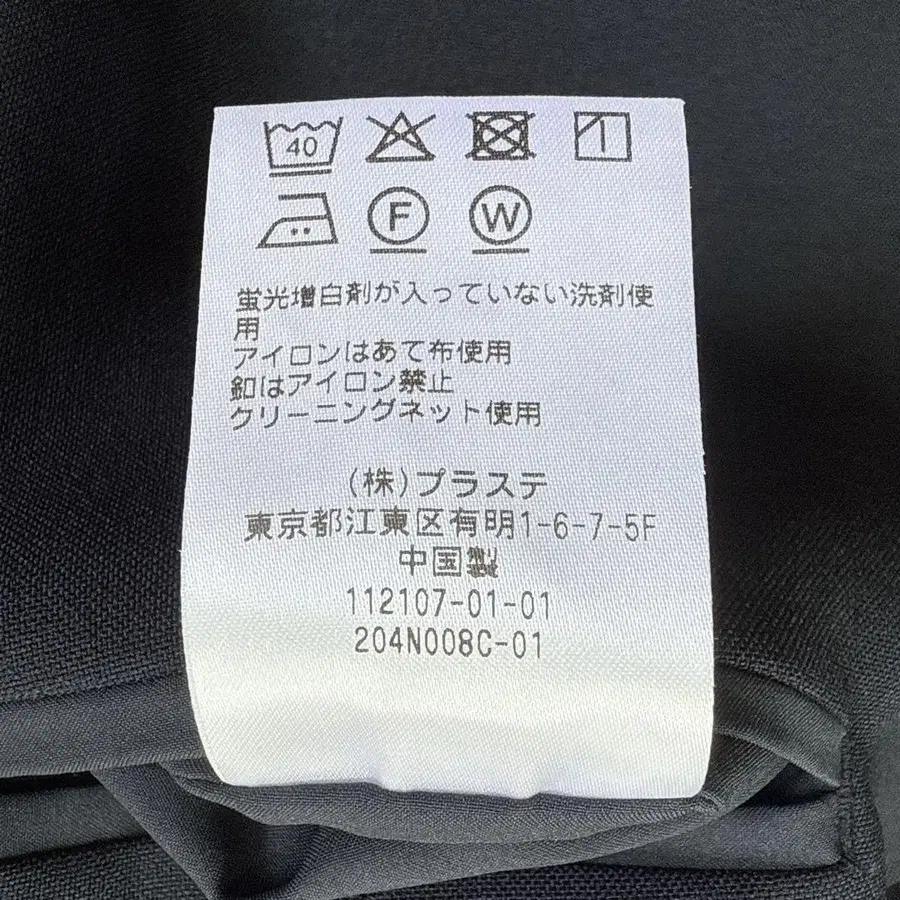 40
F W
蛍光増白剤が入っていない洗剤使
用
アイロンはあて布使用
釦はアイロン禁止
クリーニングネット使用
(株)プラステ
東京都江東区有明1-6-7-5F
中国製
112107-01-01
204N008C-01